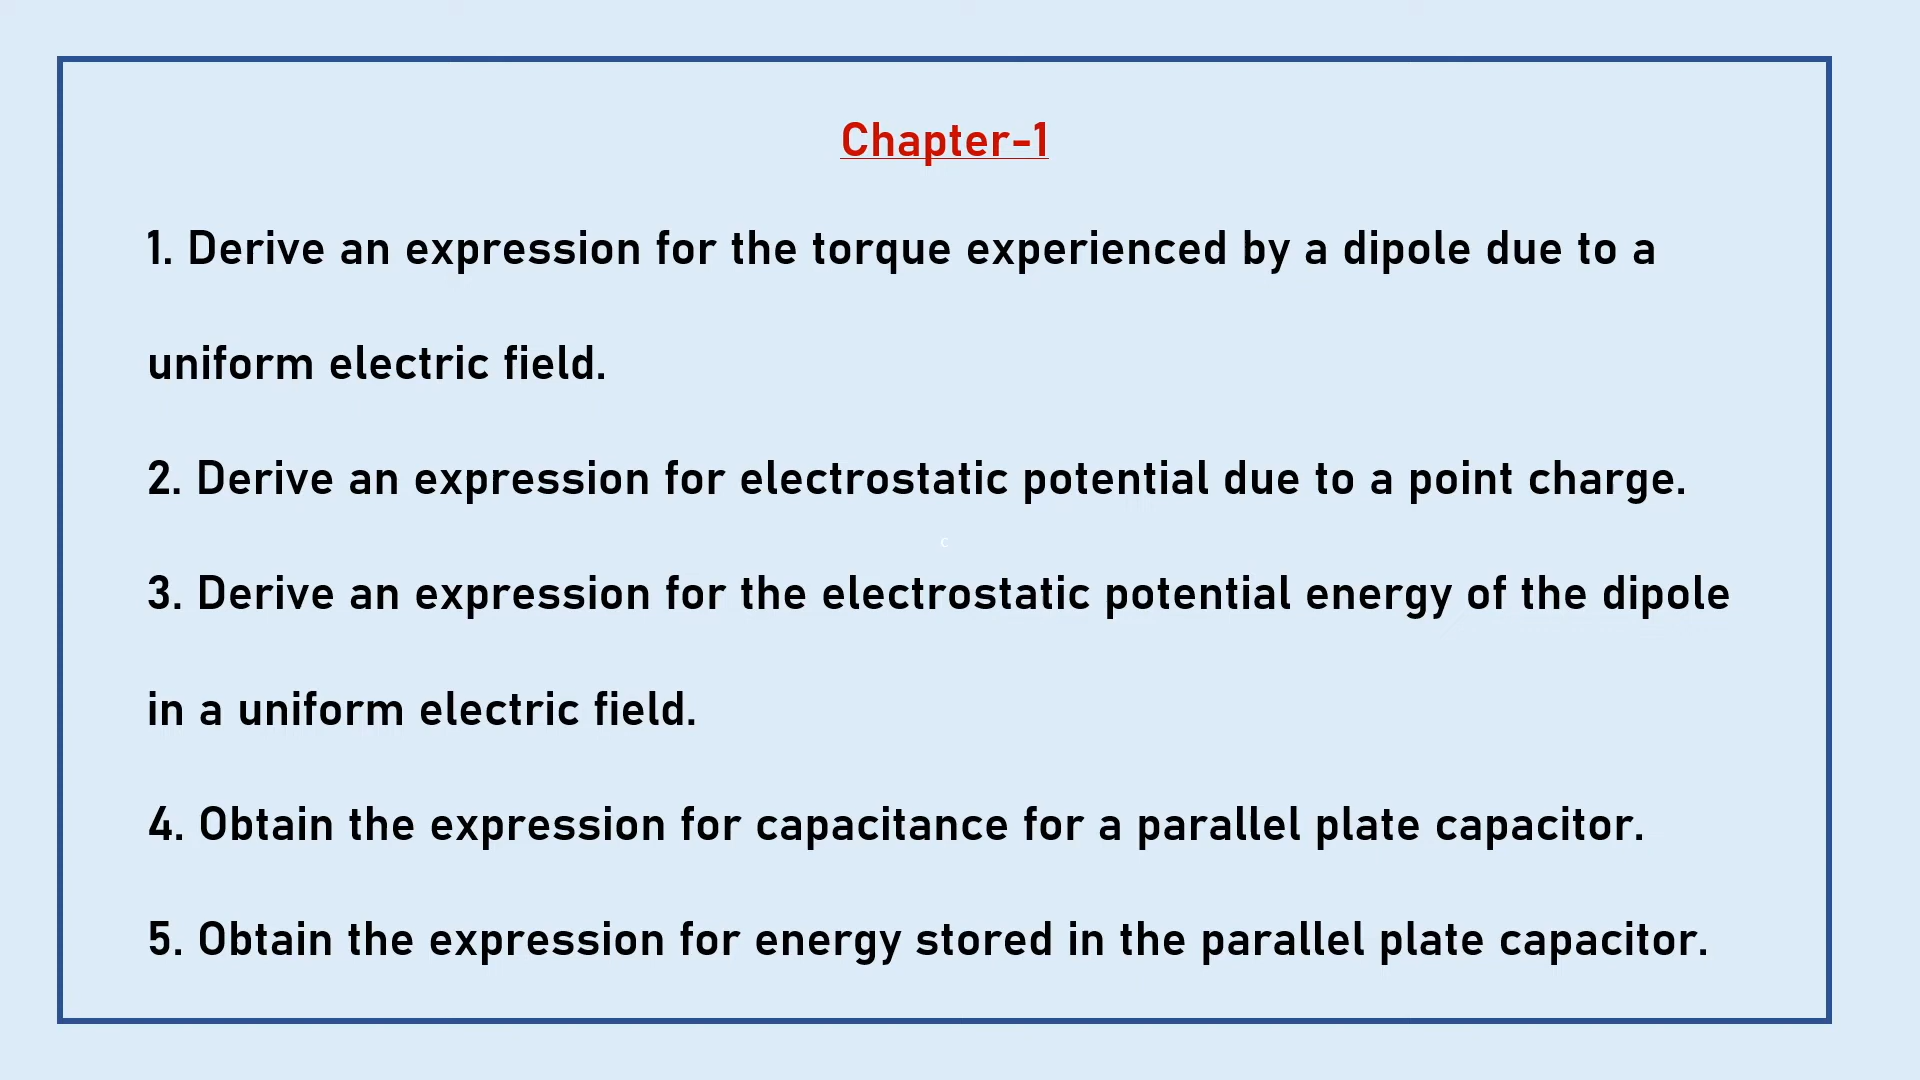 Chapter-1
1. Derive an expression for the torque experienced by a dipole due to a
uniform electric field.
2. Derive an expression for electrostatic potential due to a point charge.
c
3. Derive an expression for the electrostatic potential energy of the dipole
in a uniform electric field.
4. Obtain the expression for capacitance for a parallel plate capacitor.
5. Obtain the expression for energy stored in the parallel plate capacitor.